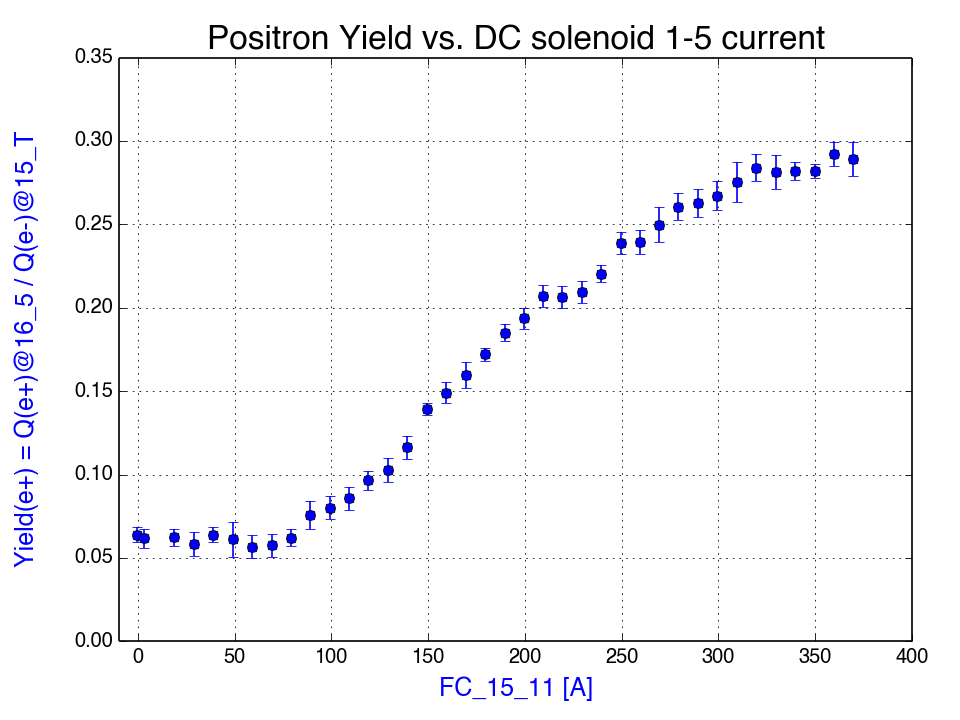 Positron Yield vs. DC solenoid 1-5 current
Yield(e+) = Q(e+)@16_5 / Q(e-)@15_T
0.35
0.30
0.25
0.20
0.15
0.10
0.05
0.00
0 50 100 150 200 250 300 350 400
FC_15_11 [A]